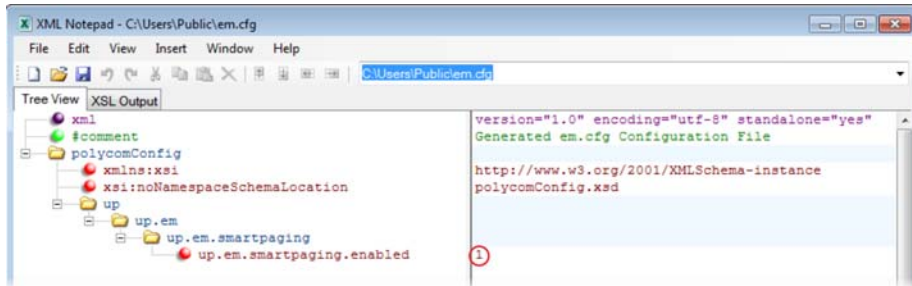 XML Notepad - C:\Users\Public\em.cfg
File Edit View Insert Window Help
C:\Users\Public\em.cfg
Tree View XSL Output
xml version="1.0" encoding="utf-8" standalone="yes"
#comment Generated em.cfg Configuration File
polycomConfig
xmlns:xsi http://www.w3.org/2001/XMLSchema-instance
xsi:noNamespaceSchemaLocation polycomConfig.xsd
up
up.em
up.em.smartpaging
up.em.smartpaging.enabled 1